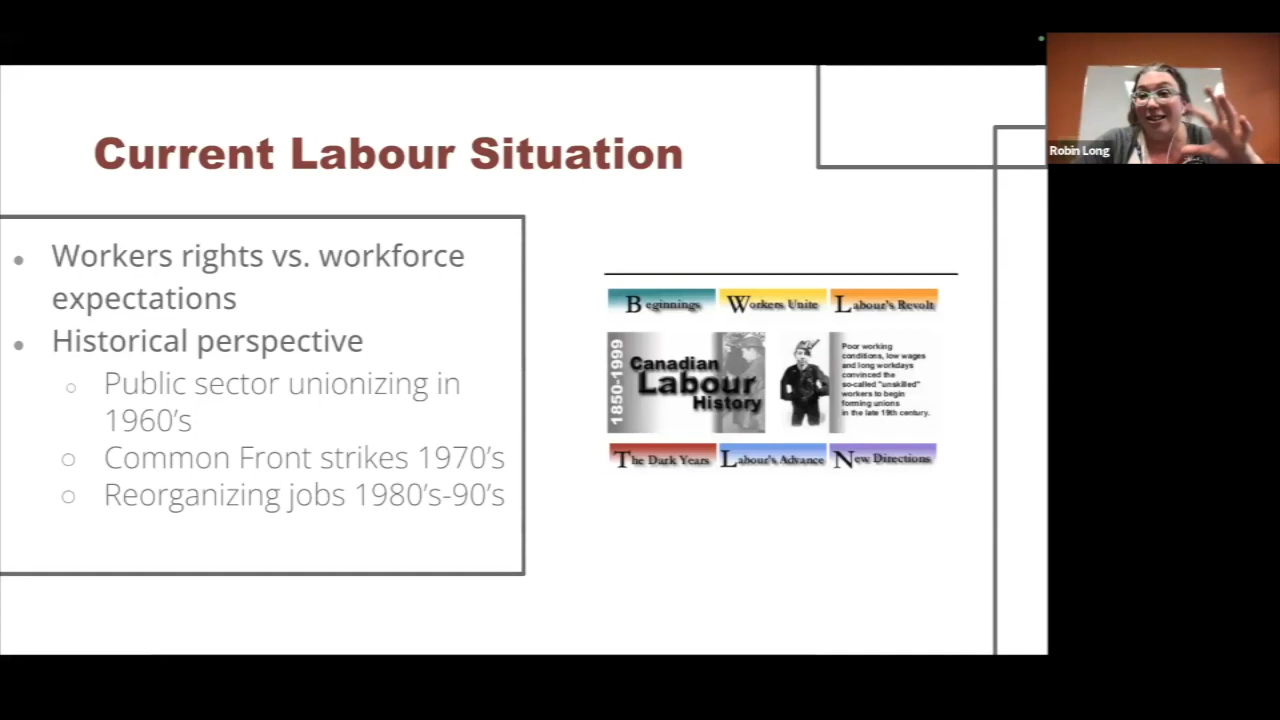 Current Labour Situation
Workers rights vs. workforce
expectations
Historical perspective
Public sector unionizing in
1960’s
Common Front strikes 1970’s
Reorganizing jobs 1980’s-90’s
Beginnings
Workers Unite
Labour's Revolt
1850-1999
Canadian
Labour
History
Poor working
conditions, low wages
and long workdays
convinced the
so-called "unskilled"
workers to begin
forming unions
in the late 19th century.
The Dark Years
Labour's Advance
New Directions
Robin Long